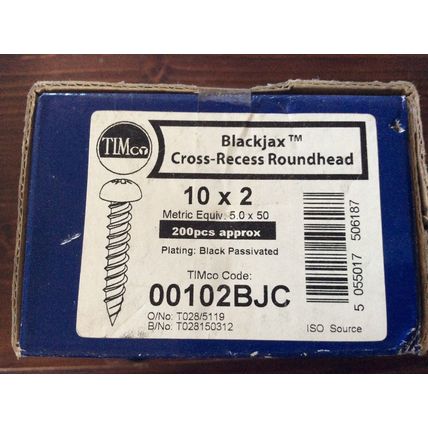 TIMco
Blackjax™
Cross-Recess Roundhead
10 x 2
Metric Equiv. 5.0 x 50
200pcs approx
Plating: Black Passivated
TIMco Code:
00102BJC
O/No: T028/5119
B/No: T028150312
5 055017 506187
ISO Source